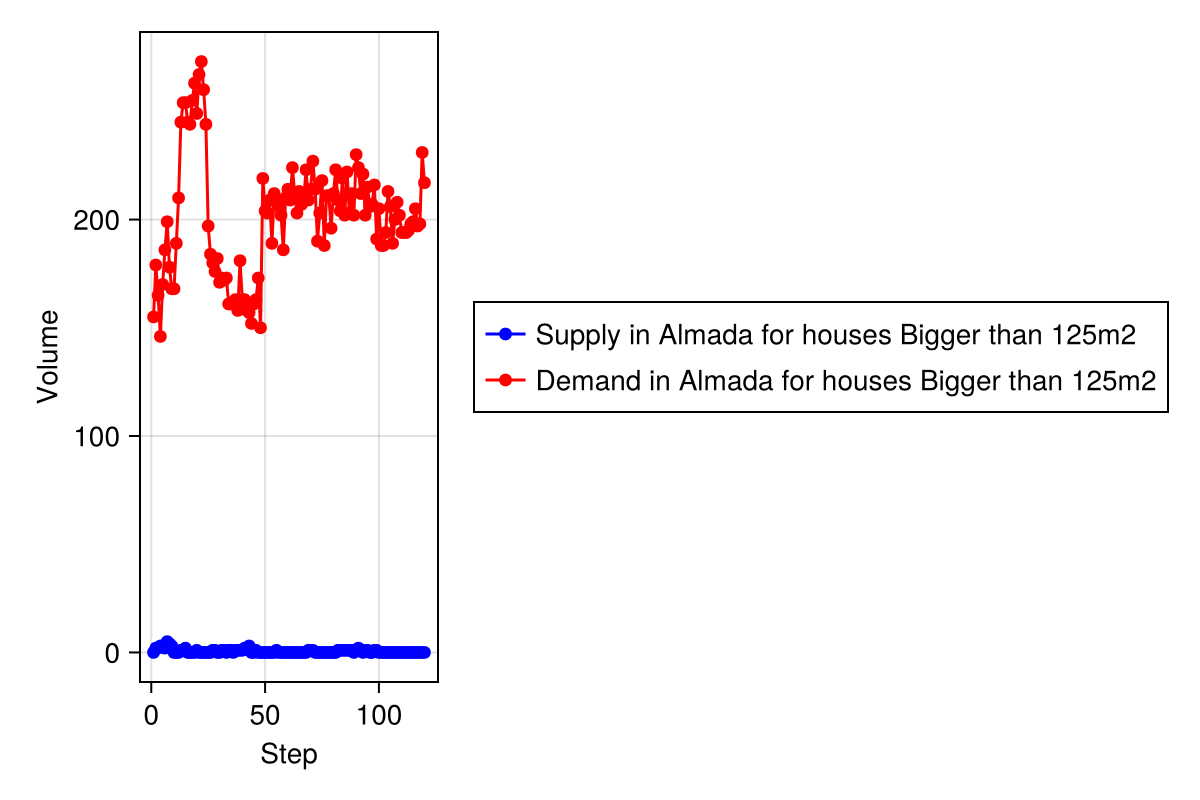 Volume
200
100
0
0
50
100
Step
Supply in Almada for houses Bigger than 125m2
Demand in Almada for houses Bigger than 125m2